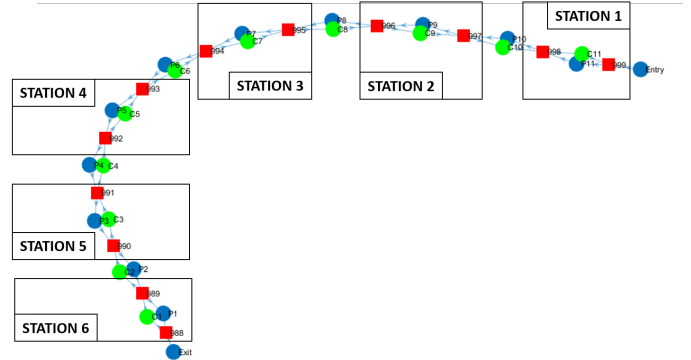 STATION 1
P8
P9
P7
995
996
C8
C9
997
P10
C10
998
C11
P11
999
Entry
C7
994
P6
C6
STATION 3
STATION 2
STATION 4
993
P5
C5
992
P4
C4
991
P3
C3
STATION 5
990
C2
P2
989
P1
C1
STATION 6
988
Exit